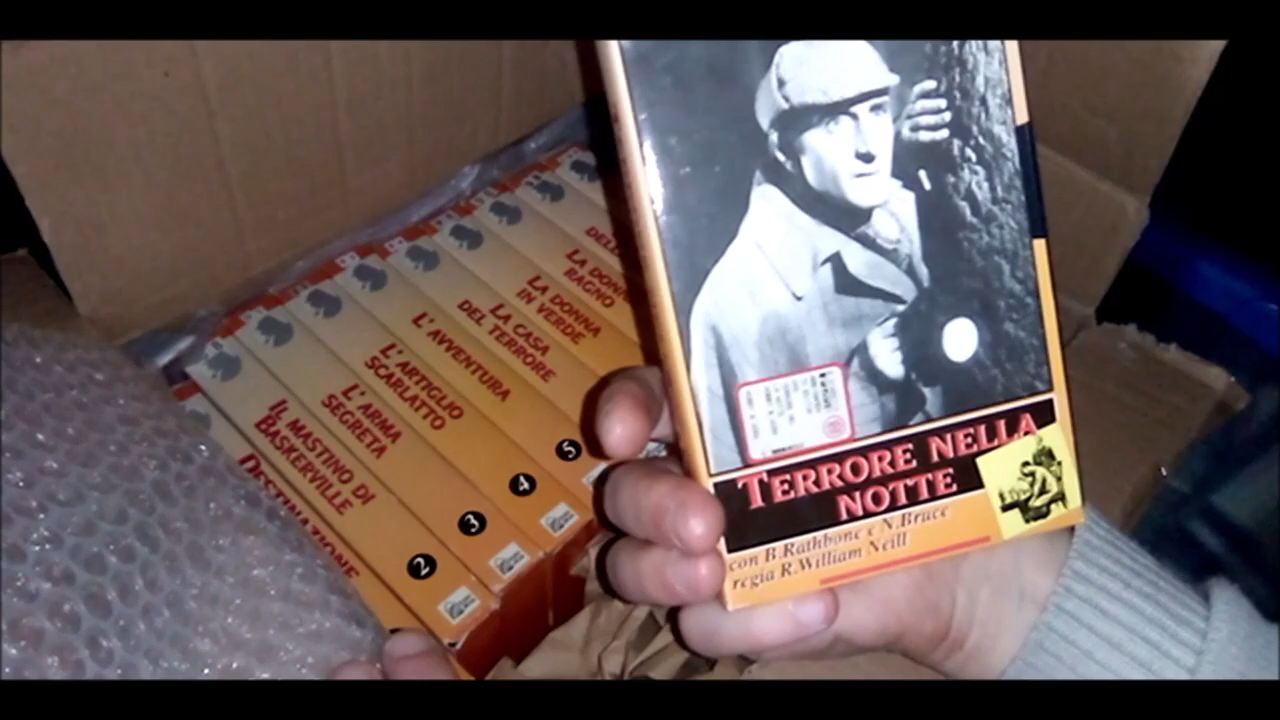 TERRORE NELLA
NOTTE
con B.Rathbone e N.Bruce
regia R.William Neill
DESTINAZIONE
IL MASTINO DI
BASKERVILLE
2
L'ARMA
SEGRETA
3
L'ARTIGLIO
SCARLATTO
4
L'AVVENTURA
5
LA CASA
DEL TERRORE
LA DONNA
IN VERDE
LA
RAGNO